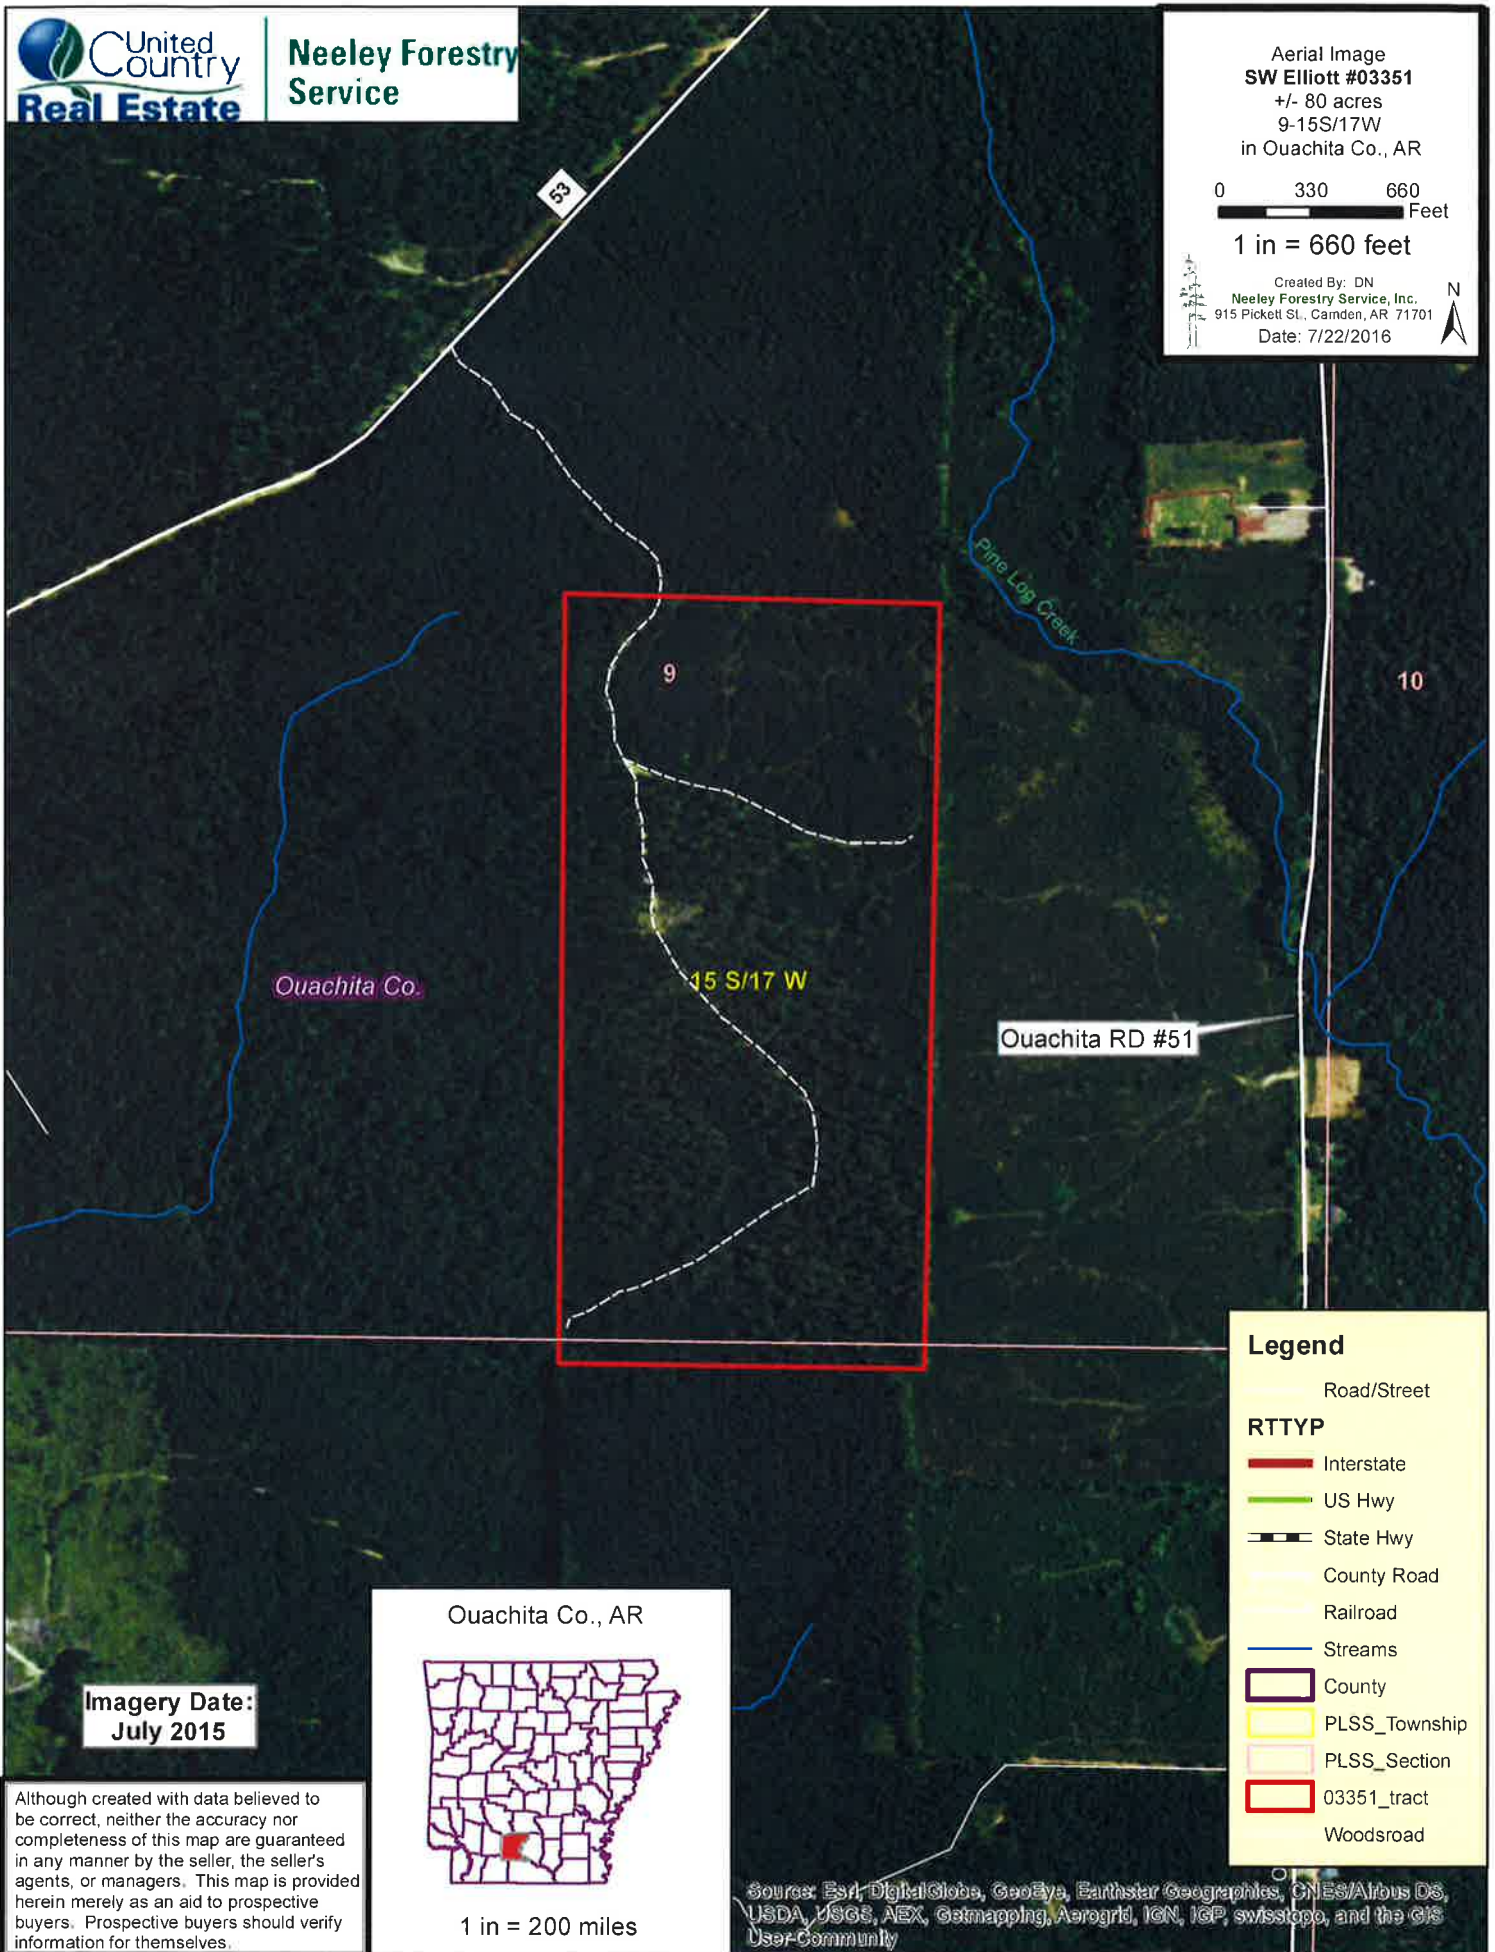 United
Country
Real Estate
Neeley Forestry
Service
Aerial Image
SW Elliott #03351
+/- 80 acres
9-15S/17W
in Ouachita Co., AR
0 330 660
Feet
1 in = 660 feet
Created By: DN
Neeley Forestry Service, Inc.
915 Pickett St., Camden, AR 71701
Date: 7/22/2016
N
53
Pine Log Creek
9
10
Ouachita Co.
15 S/17 W
Ouachita RD #51
Legend
Road/Street
RTTYP
Interstate
US Hwy
State Hwy
County Road
Railroad
Streams
County
PLSS_Township
PLSS_Section
03351_tract
Woodsroad
Imagery Date:
July 2015
Ouachita Co., AR
1 in = 200 miles
Although created with data believed to
be correct, neither the accuracy nor
completeness of this map are guaranteed
in any manner by the seller, the seller's
agents, or managers. This map is provided
herein merely as an aid to prospective
buyers. Prospective buyers should verify
information for themselves.
Source: Esri, DigitalGlobe, GeoEye, Earthstar Geographics, CNES/Airbus DS,
USDA, USGS, AEX, Getmapping, Aerogrid, IGN, IGP, swisstopo, and the GIS
User Community